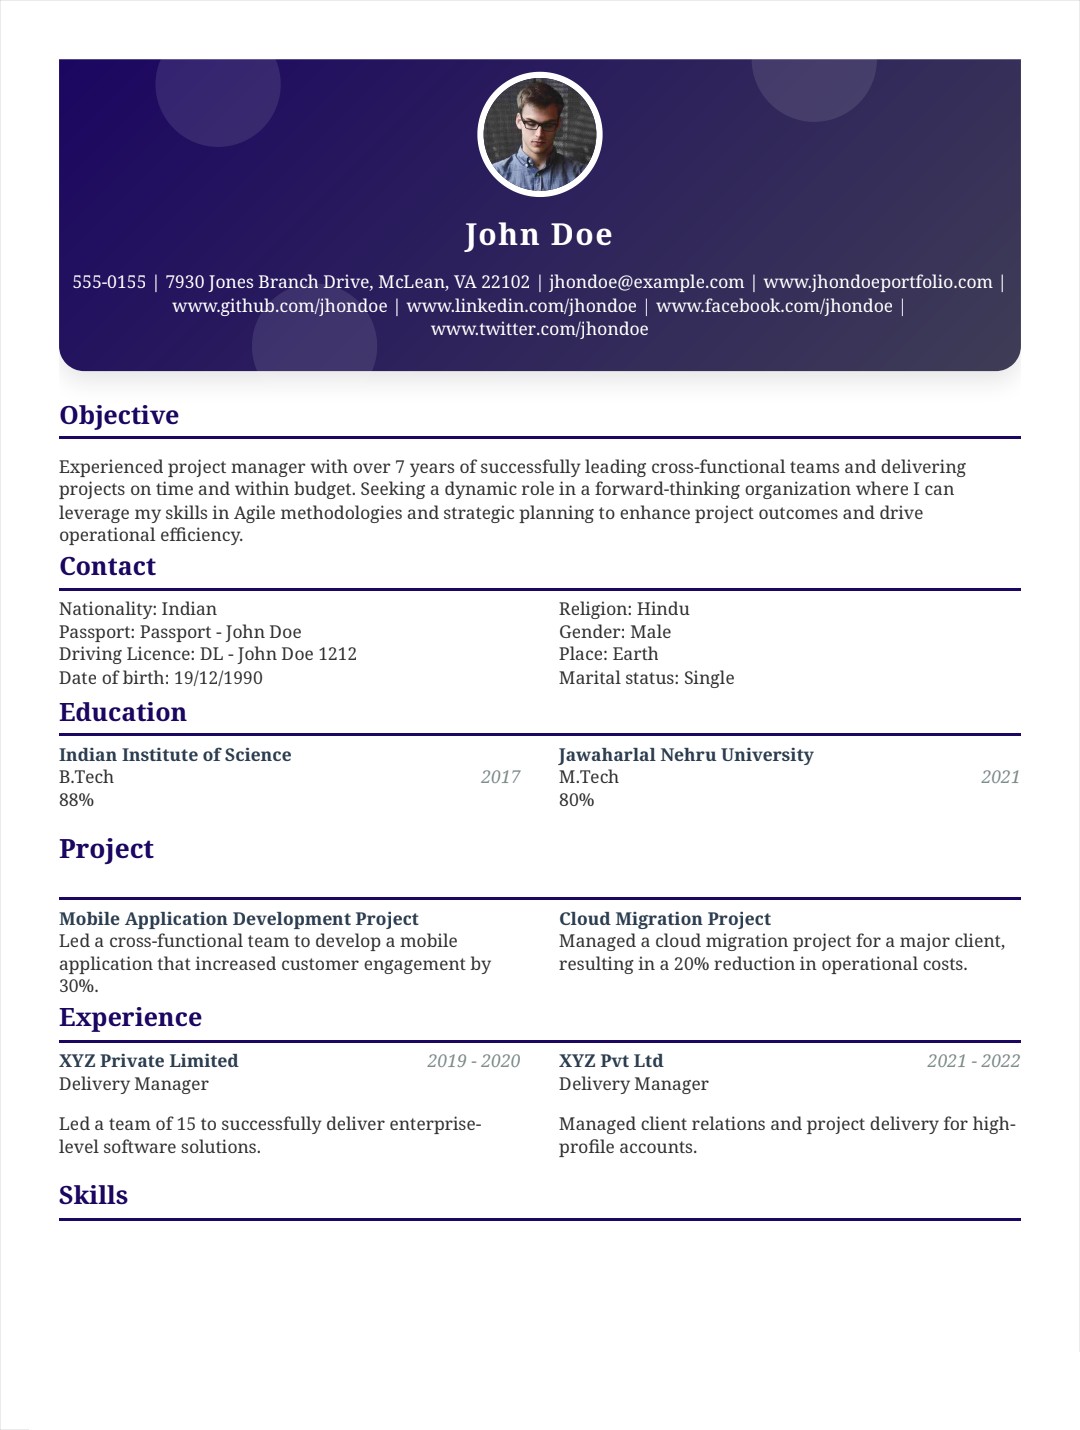 John Doe
555-0155 | 7930 Jones Branch Drive, McLean, VA 22102 | jhondoe@example.com | www.jhondoeportfolio.com |
www.github.com/jhondoe | www.linkedin.com/jhondoe | www.facebook.com/jhondoe |
www.twitter.com/jhondoe
Objective
Experienced project manager with over 7 years of successfully leading cross-functional teams and delivering
projects on time and within budget. Seeking a dynamic role in a forward-thinking organization where I can
leverage my skills in Agile methodologies and strategic planning to enhance project outcomes and drive
operational efficiency.
Contact
Nationality: Indian
Passport: Passport - John Doe
Driving Licence: DL - John Doe 1212
Date of birth: 19/12/1990
Religion: Hindu
Gender: Male
Place: Earth
Marital status: Single
Education
Indian Institute of Science
B.Tech 2017
88%
Jawaharlal Nehru University
M.Tech 2021
80%
Project
Mobile Application Development Project
Led a cross-functional team to develop a mobile
application that increased customer engagement by
30%.
Cloud Migration Project
Managed a cloud migration project for a major client,
resulting in a 20% reduction in operational costs.
Experience
XYZ Private Limited 2019 - 2020
Delivery Manager
Led a team of 15 to successfully deliver enterprise-
level software solutions.
XYZ Pvt Ltd 2021 - 2022
Delivery Manager
Managed client relations and project delivery for high-
profile accounts.
Skills